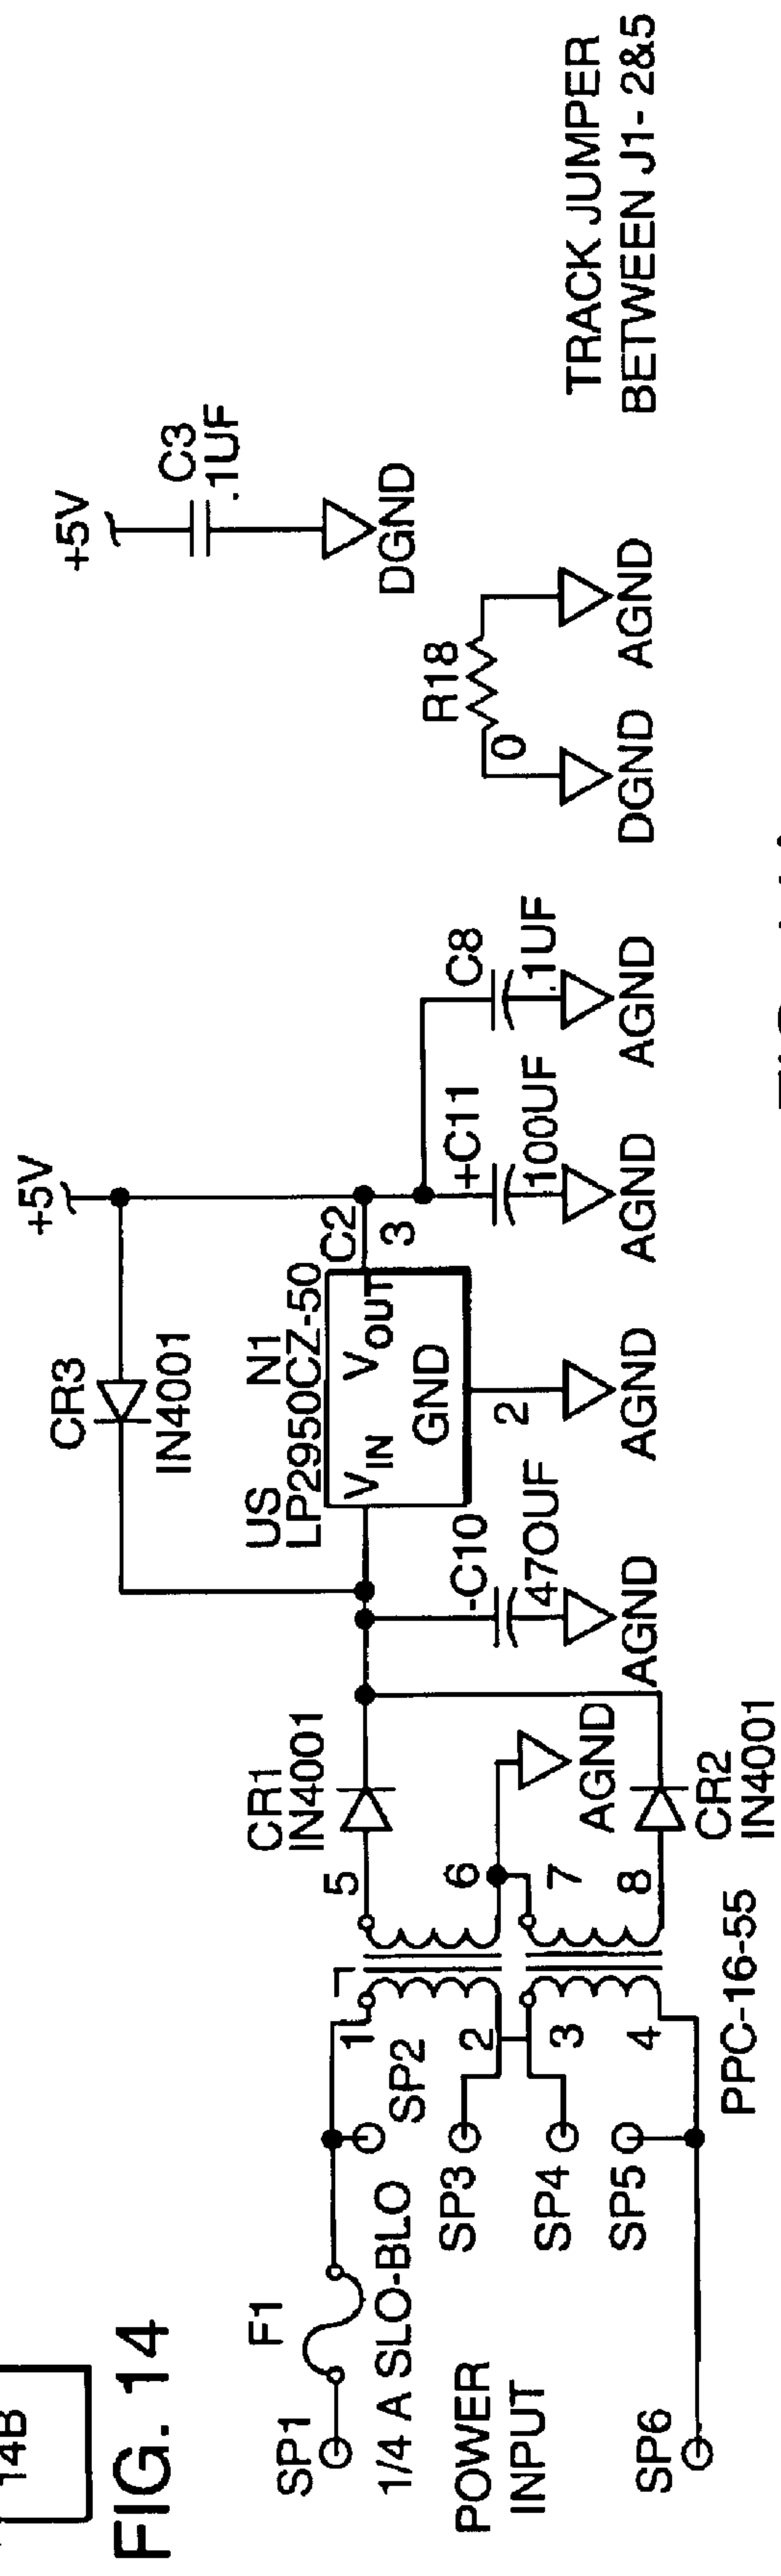 14B
FIG. 14
+5V
CR3
IN4001
+5V
C3
.1UF
DGND
US
N1
LP2950CZ-50
VIN
VOUT
GND
C2
3
2
AGND
CR1
IN4001
-C10
470UF
AGND
+C11
100UF
AGND
C8
.1UF
AGND
R18
0
DGND
AGND
TRACK JUMPER
BETWEEN J1- 2&5
SP1
F1
1/4 A SLO-BLO
POWER
INPUT
SP6
SP2
SP3
SP4
SP5
1
2
3
4
5
6
7
8
AGND
PPC-16-55
CR2
IN4001